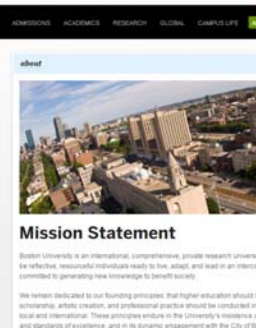 ADMISSIONS ACADEMICS RESEARCH GLOBAL CAMPUS LIFE
about
Mission Statement
Boston University is an international, comprehensive, private research univers
be reflective, resourceful individuals ready to live, adapt, and lead in an interco
committed to generating new knowledge to benefit society.
We remain dedicated to our founding principles: that higher education should
scholarship, artistic creation, and professional practice should be conducted in
local and international. These principles endure in the University's insistence o
and standards of excellence, and in its dynamic engagement with the City of B